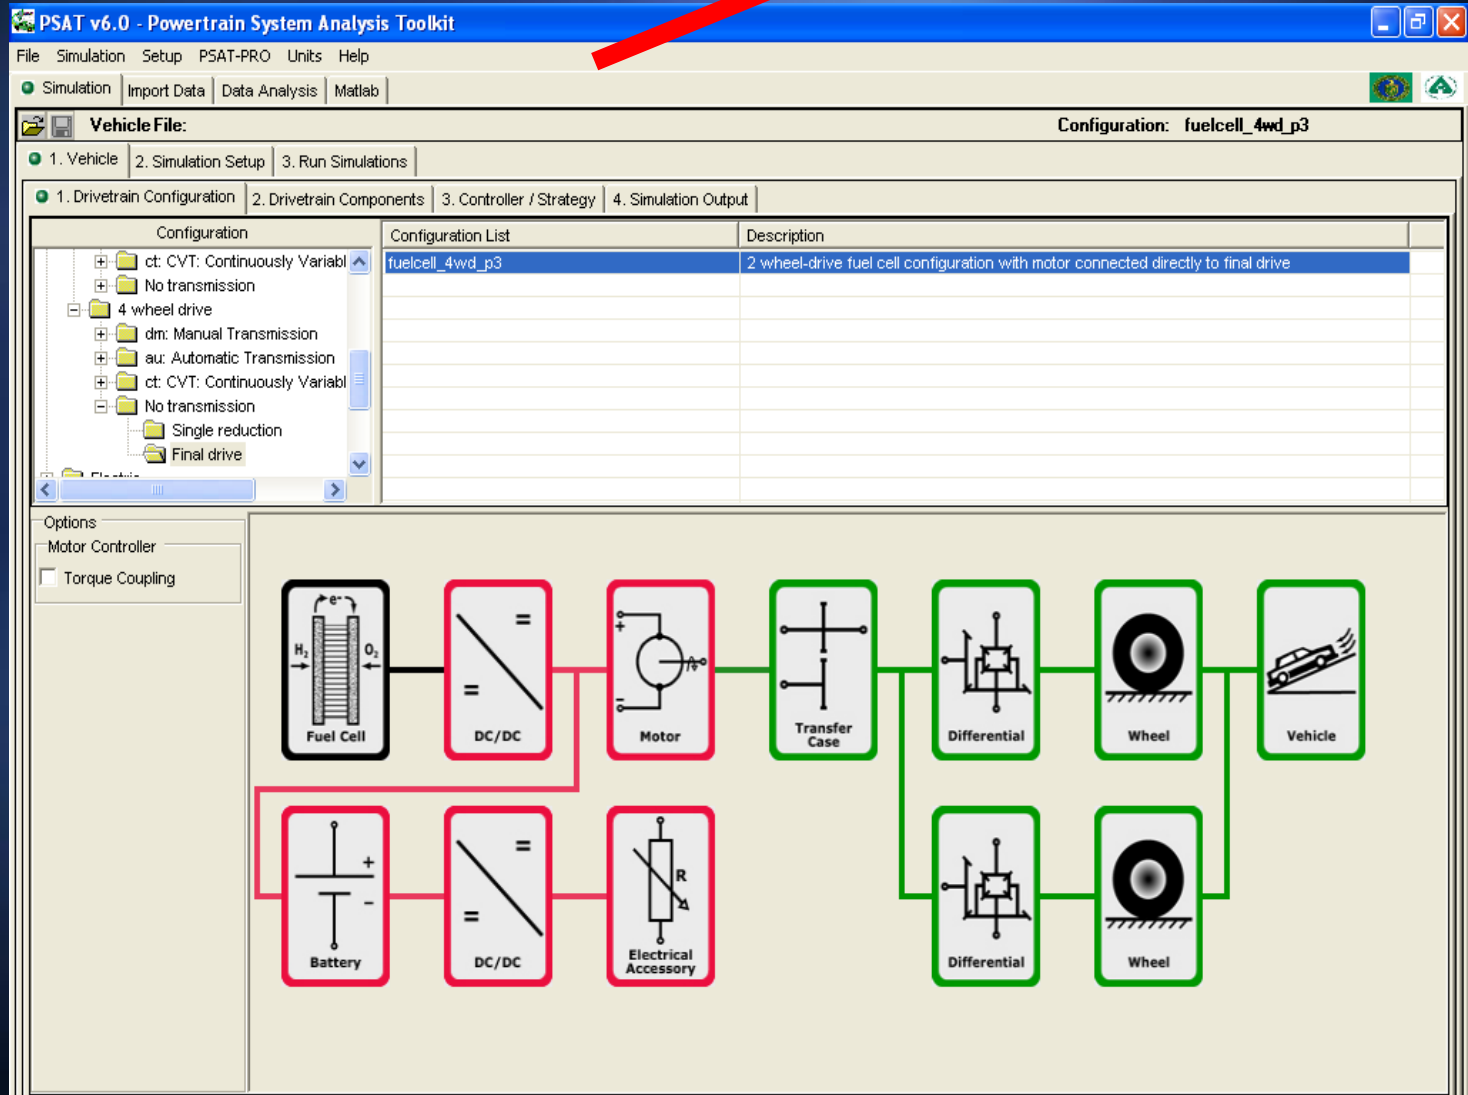 PSAT v6.0 - Powertrain System Analysis Toolkit
File Simulation Setup PSAT-PRO Units Help
Simulation Import Data Data Analysis Matlab
Vehicle File: Configuration: fuelcell_4wd_p3
1. Vehicle 2. Simulation Setup 3. Run Simulations
1. Drivetrain Configuration 2. Drivetrain Components 3. Controller / Strategy 4. Simulation Output
Configuration Configuration List Description
ct: CVT: Continuously Variabl fuelcell_4wd_p3 2 wheel-drive fuel cell configuration with motor connected directly to final drive
No transmission
4 wheel drive
dm: Manual Transmission
au: Automatic Transmission
ct: CVT: Continuously Variabl
No transmission
Single reduction
Final drive
Options
Motor Controller
Torque Coupling
e-
H2 O2
+
-
=
=
Fuel Cell DC/DC Motor Transfer Case Differential Wheel Vehicle
=
+
R
-
=
Battery DC/DC Electrical Accessory Differential Wheel